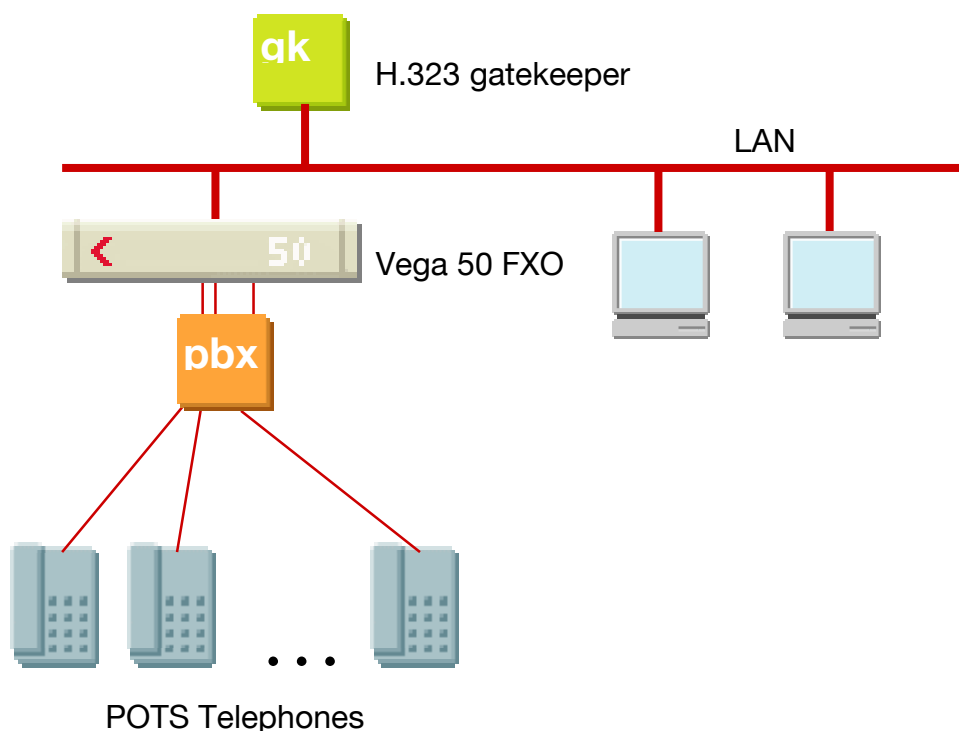 gk
H.323 gatekeeper
LAN
50
Vega 50 FXO
pbx
. . .
POTS Telephones